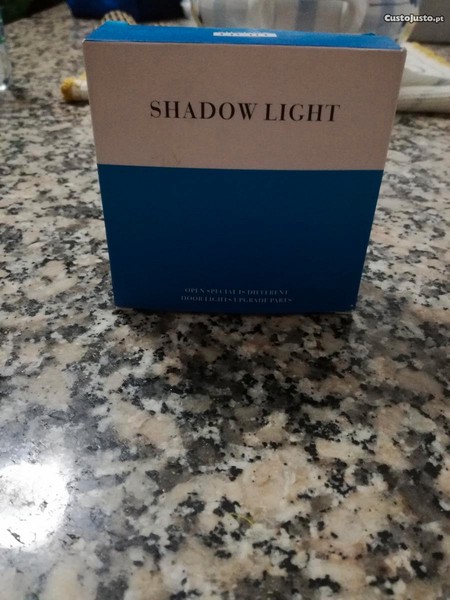 CustoJusto.pt
SHADOW LIGHT
OPEN SPECIAL IS DIFFERENT
DOOR LIGHTS UPGRADE PARTS